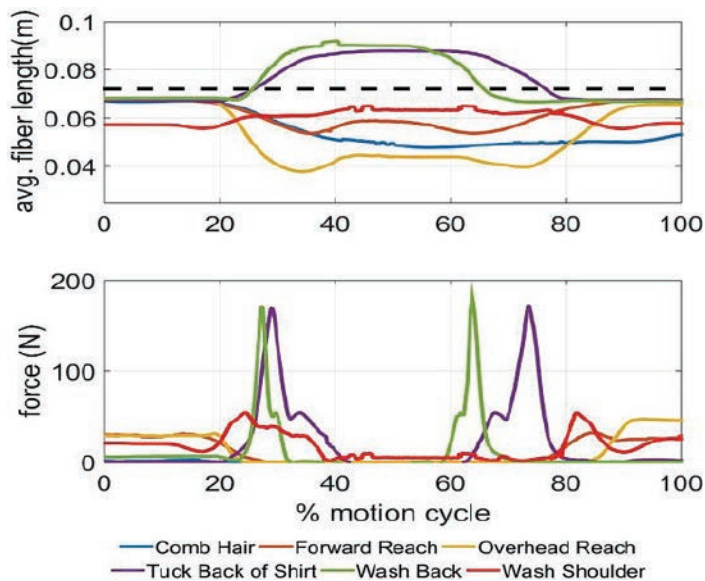 avg. fiber length(m)
0.1
0.08
0.06
0.04
0 20 40 60 80 100
force (N)
200
100
0
0 20 40 60 80 100
% motion cycle
Comb Hair Forward Reach Overhead Reach
Tuck Back of Shirt Wash Back Wash Shoulder